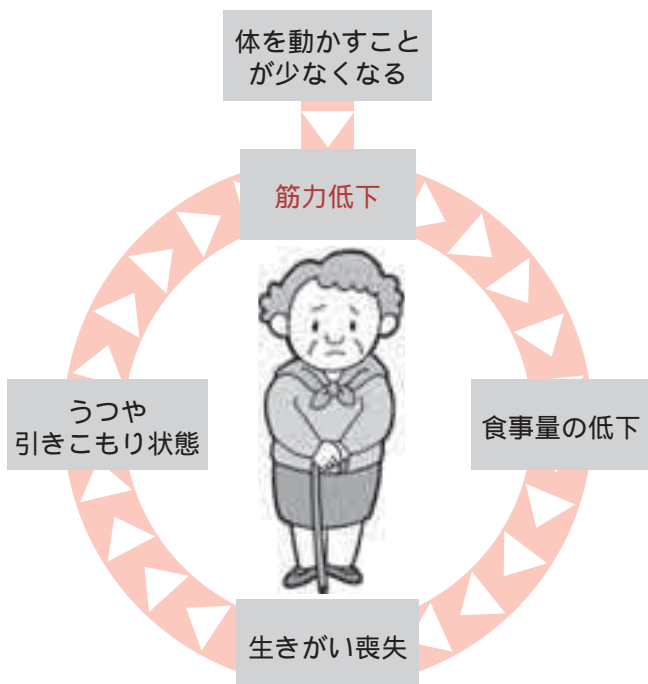 体を動かすこと
が少なくなる
筋力低下
うつや
引きこもり状態
食事量の低下
生きがい喪失